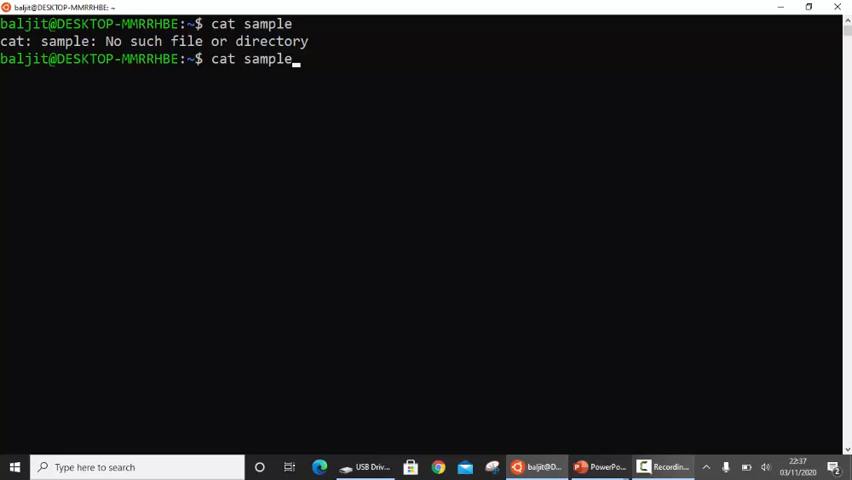 baljit@DESKTOP-MMRRHBE: ~
baljit@DESKTOP-MMRRHBE:~$ cat sample
cat: sample: No such file or directory
baljit@DESKTOP-MMRRHBE:~$ cat sample
Type here to search
USB Driv...
baljit@D...
PowerPo...
Recordin...
22:37
03/11/2020
2